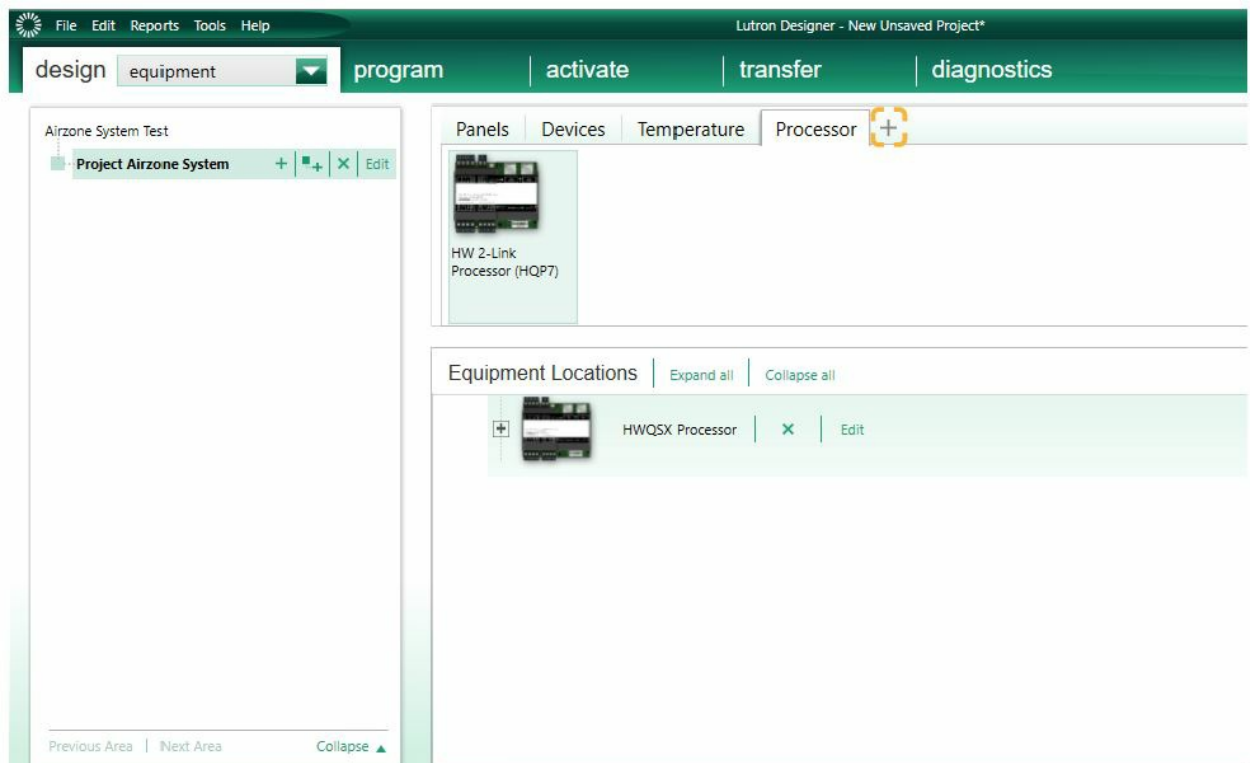 File Edit Reports Tools Help
Lutron Designer - New Unsaved Project*
design equipment program activate transfer diagnostics
Airzone System Test
Project Airzone System + + × Edit
Panels Devices Temperature Processor +
HW 2-Link
Processor (HQP7)
Equipment Locations Expand all Collapse all
HWQSX Processor × Edit
Previous Area Next Area Collapse